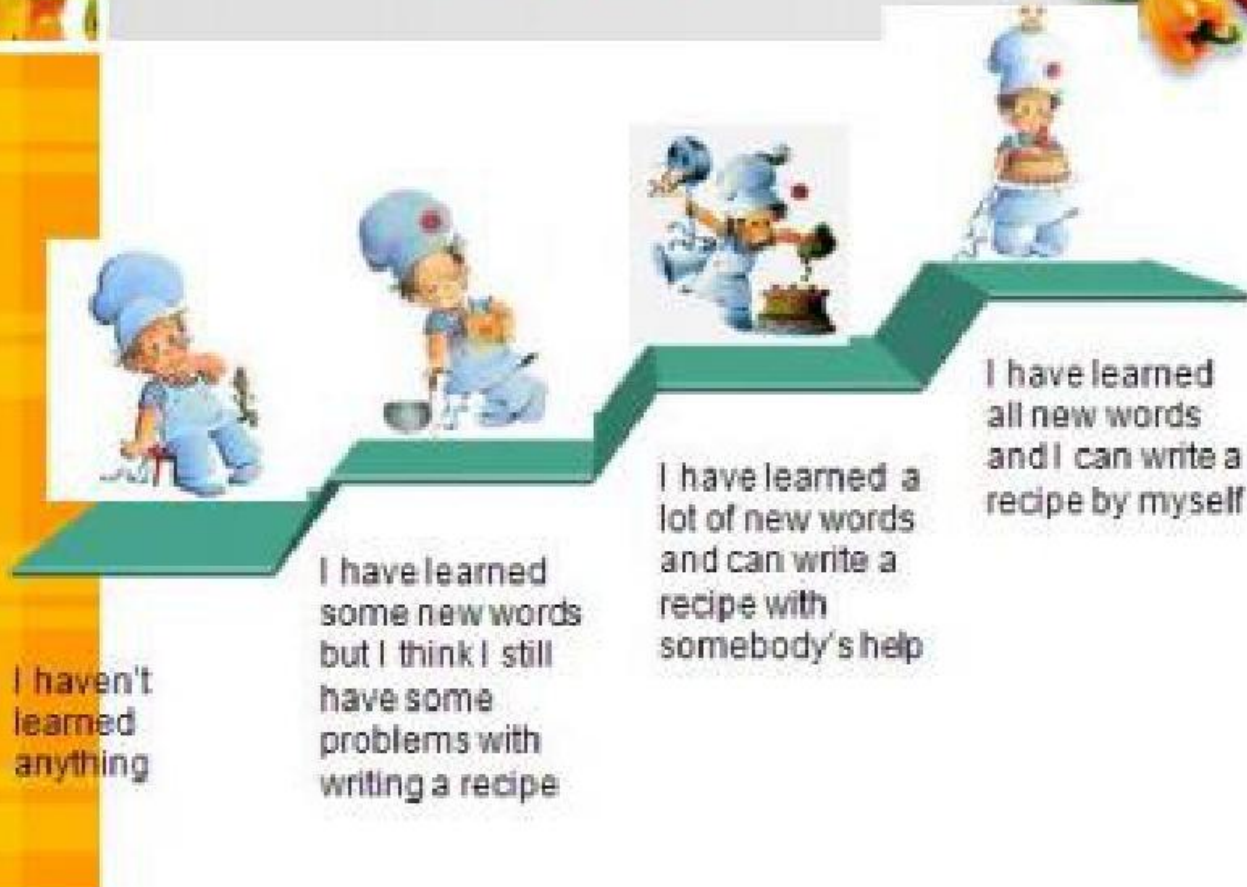 I haven't
learned
anything
I have learned
some new words
but I think I still
have some
problems with
writing a recipe
I have learned a
lot of new words
and can write a
recipe with
somebody's help
I have learned
all new words
and I can write a
recipe by myself